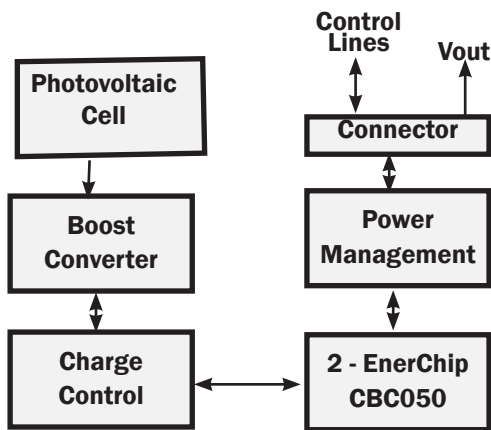 Photovoltaic
Cell
Boost
Converter
Charge
Control
Control
Lines
Vout
Connector
Power
Management
2 - EnerChip
CBC050